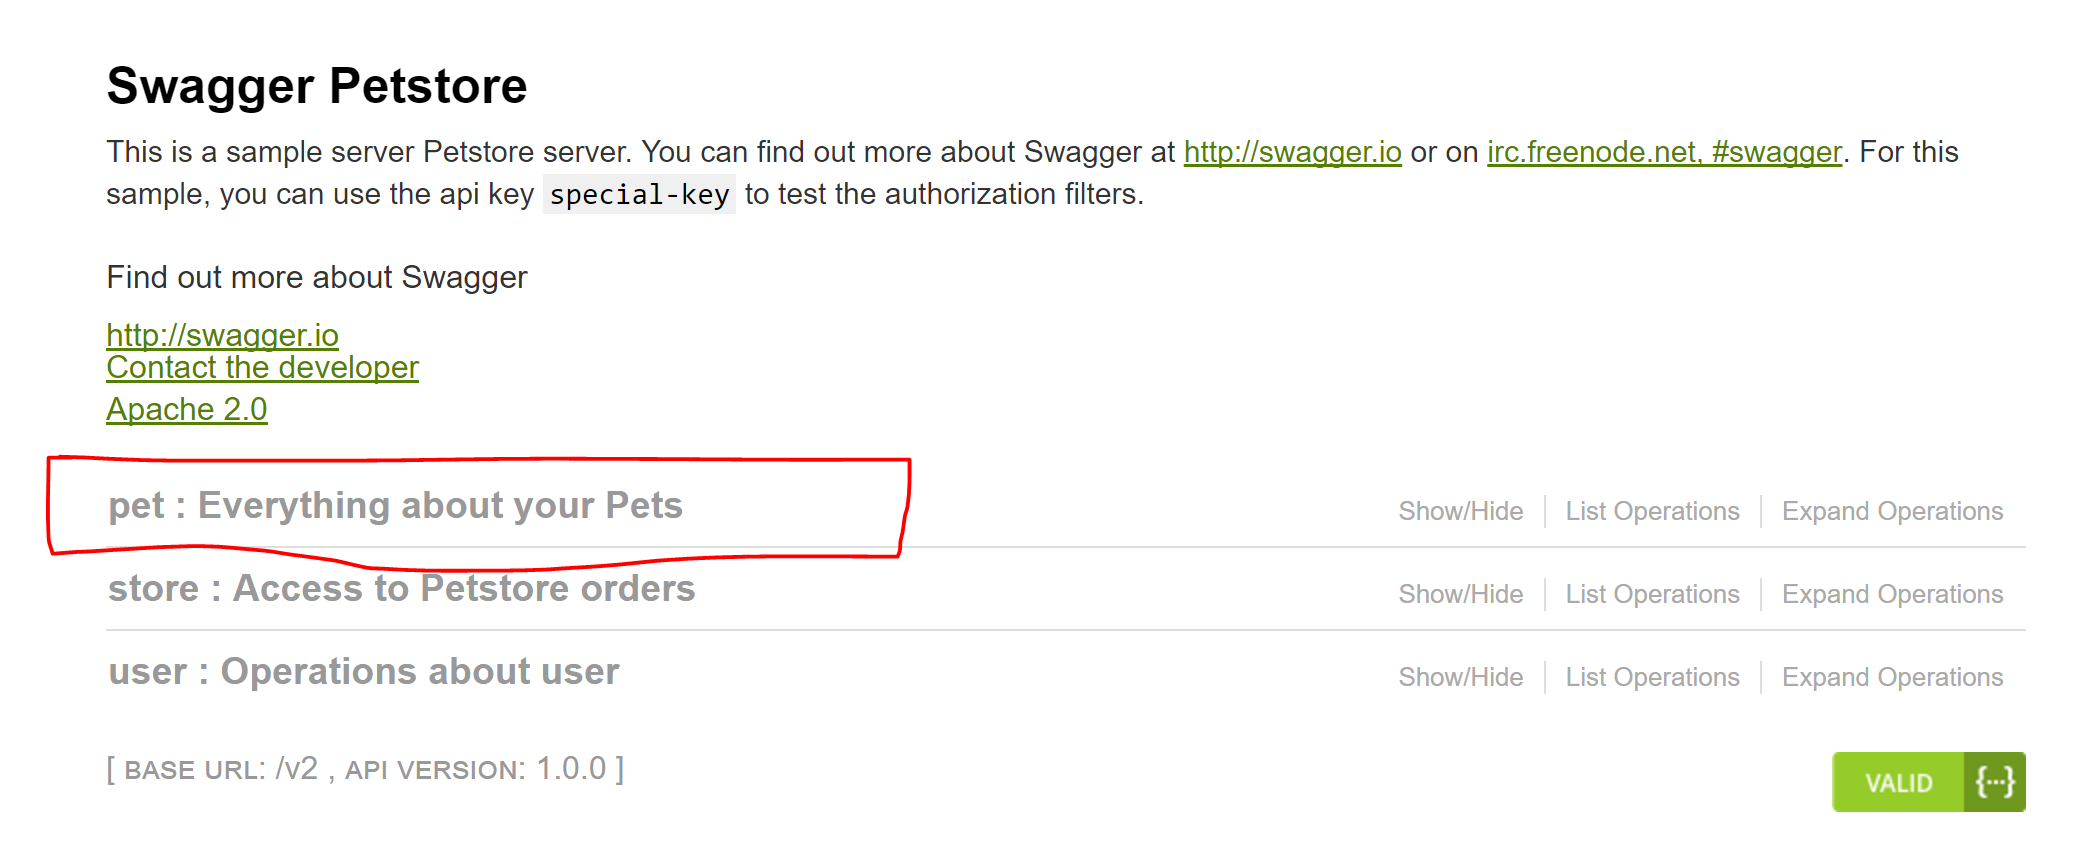 Swagger Petstore
This is a sample server Petstore server. You can find out more about Swagger at http://swagger.io or on irc.freenode.net, #swagger. For this
sample, you can use the api key special-key to test the authorization filters.
Find out more about Swagger
http://swagger.io
Contact the developer
Apache 2.0
pet : Everything about your Pets Show/Hide List Operations Expand Operations
store : Access to Petstore orders Show/Hide List Operations Expand Operations
user : Operations about user Show/Hide List Operations Expand Operations
[ BASE URL: /v2 , API VERSION: 1.0.0 ]
VALID {···}